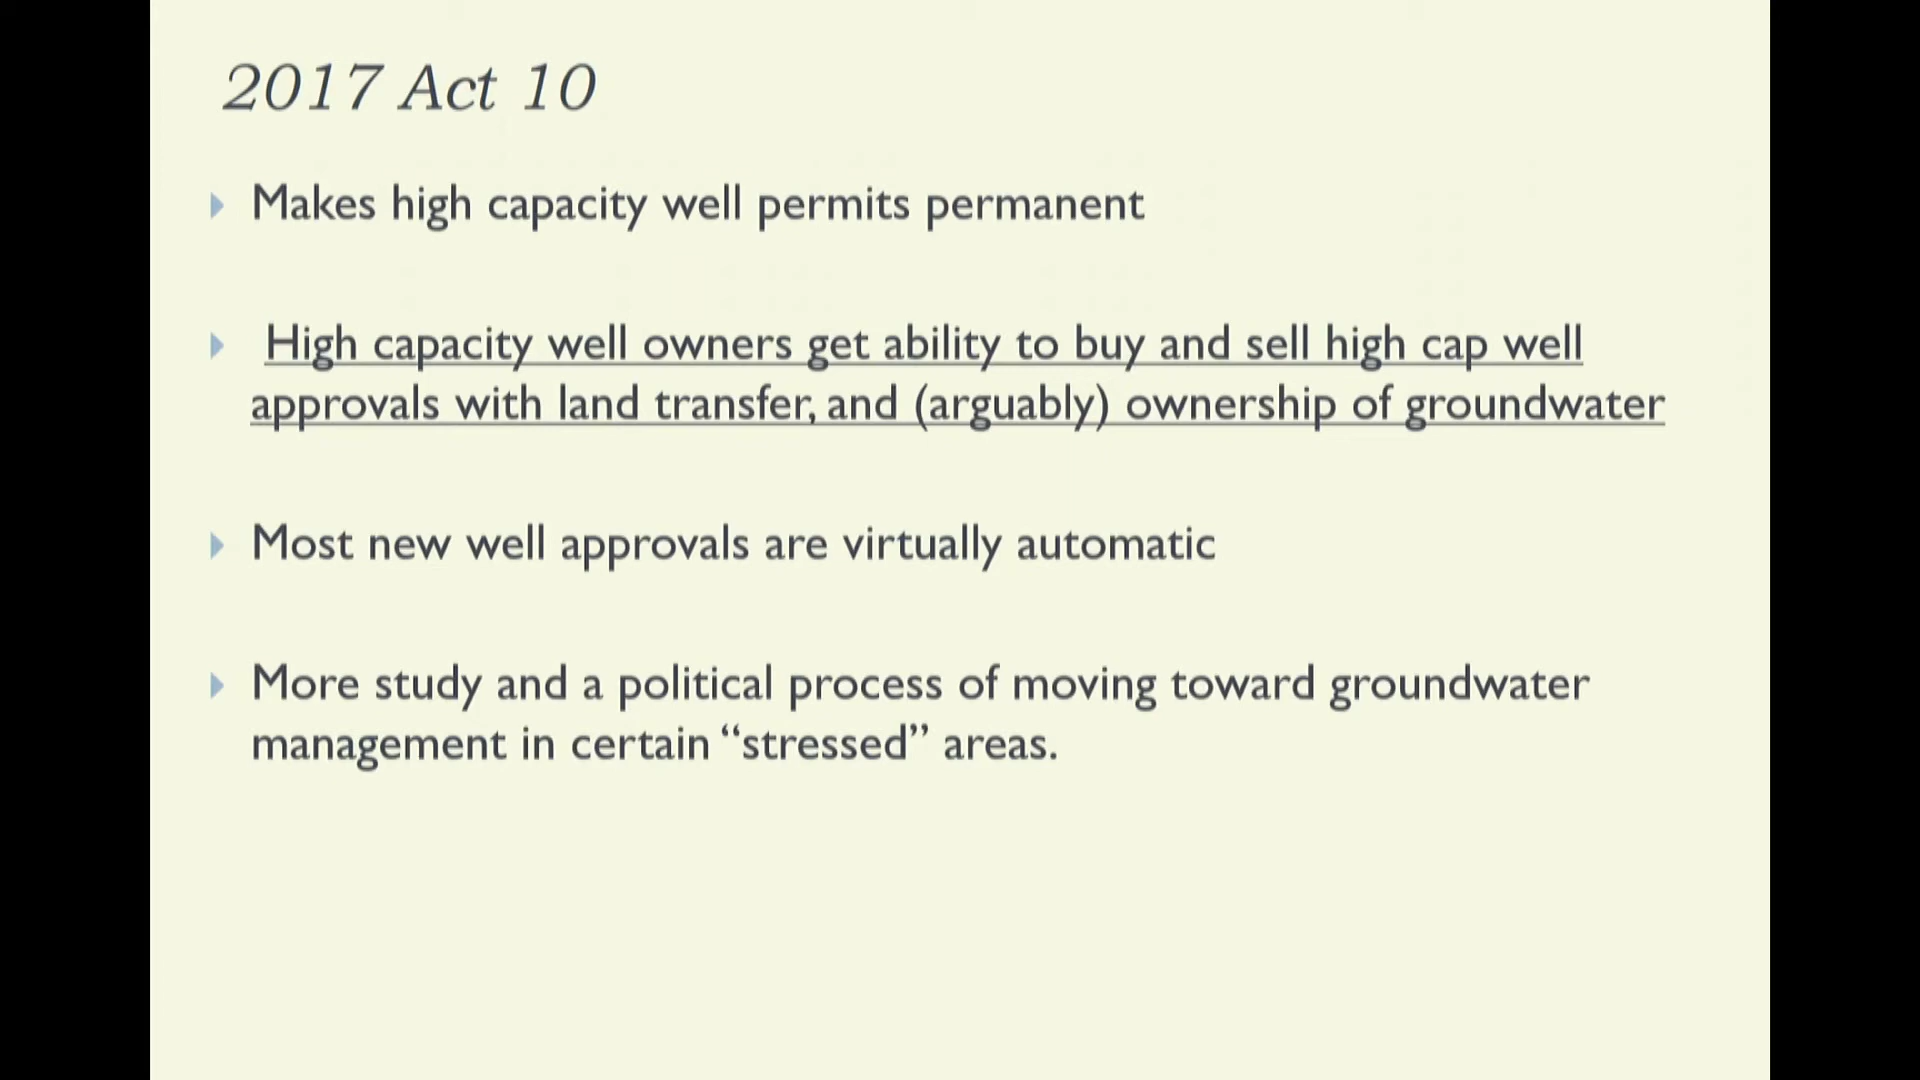 2017 Act 10
Makes high capacity well permits permanent
High capacity well owners get ability to buy and sell high cap well
approvals with land transfer, and (arguably) ownership of groundwater
Most new well approvals are virtually automatic
More study and a political process of moving toward groundwater
management in certain “stressed” areas.